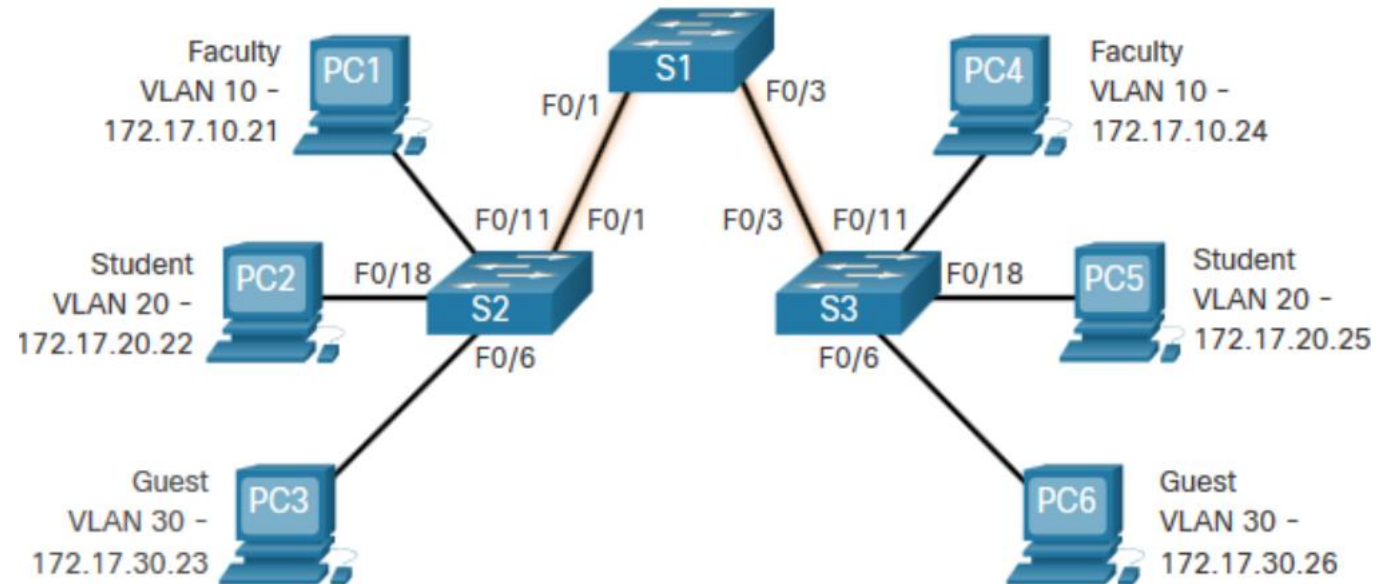 Faculty
VLAN 10 -
172.17.10.21
PC1
S1
F0/1
F0/3
PC4
Faculty
VLAN 10 -
172.17.10.24
Student
VLAN 20 -
172.17.20.22
PC2
F0/18
F0/11
F0/1
S2
F0/6
F0/3
F0/11
F0/18
S3
F0/6
PC5
Student
VLAN 20 -
172.17.20.25
Guest
VLAN 30 -
172.17.30.23
PC3
PC6
Guest
VLAN 30 -
172.17.30.26